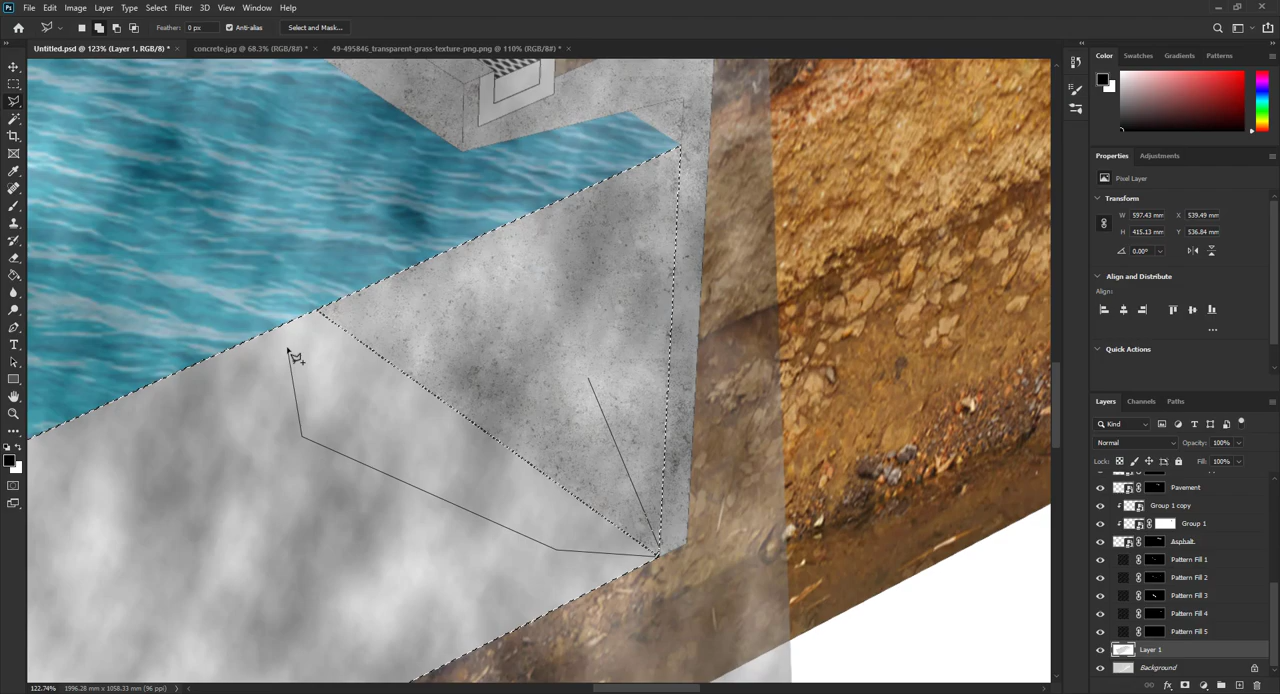 Ps File Edit Image Layer Type Select Filter 3D View Window Help
Feather: 0 px Anti-alias Select and Mask...
Untitled.psd @ 123% (Layer 1, RGB/8) * × concrete.jpg @ 68.3% (RGB/8#) * × 49-495846_transparent-grass-texture-png.png @ 110% (RGB/8#) * ×
Color Swatches Gradients Patterns
Properties Adjustments
Pixel Layer
Transform
W 597.43 mm X 539.49 mm
H 415.13 mm Y 536.84 mm
0.00°
Align and Distribute
Align:
...
Quick Actions
Layers Channels Paths
Kind
Normal Opacity: 100%
Lock: Fill: 100%
Pavement
Group 1 copy
Group 1
Asphalt
Pattern Fill 1
Pattern Fill 2
Pattern Fill 3
Pattern Fill 4
Pattern Fill 5
Layer 1
Background
122.74% 1996.28 mm x 1058.33 mm (96 ppi)